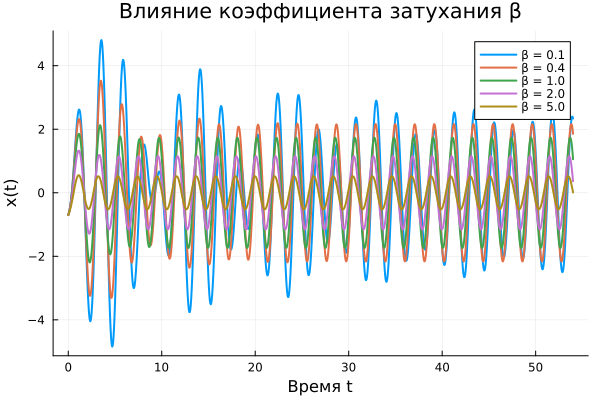 Влияние коэффициента затухания β
x(t)
4
2
0
−2
−4
β = 0.1
β = 0.4
β = 1.0
β = 2.0
β = 5.0
0 10 20 30 40 50
Время t